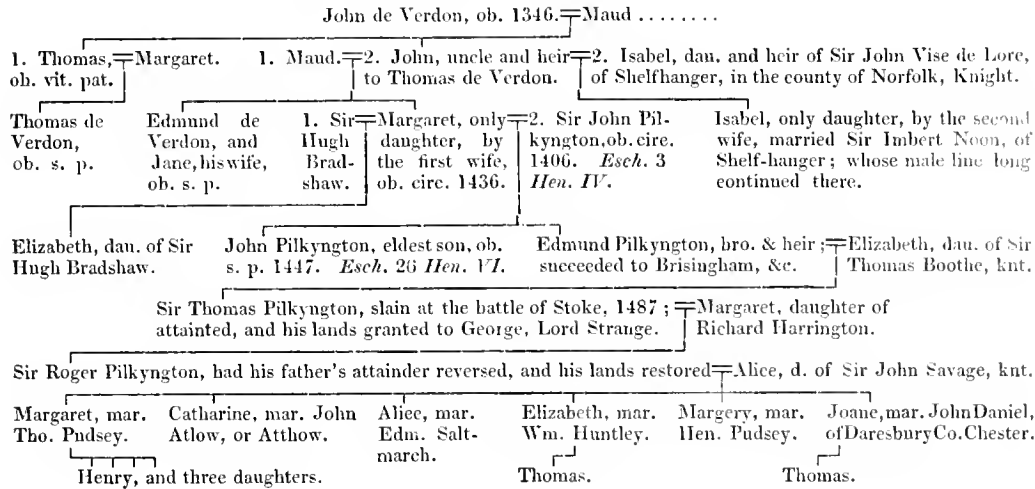 John de Verdon, ob. 1346.=Maud ........
1. Thomas,=Margaret.
ob. vit. pat.
1. Maud.=2. John, uncle and heir=2. Isabel, dau. and heir of Sir John Vise de Lore,
to Thomas de Verdon.
of Shelfhanger, in the county of Norfolk, Knight.
Thomas de
Verdon,
ob. s. p.
Edmund de
Verdon, and
Jane, his wife,
ob. s. p.
1. Sir=Margaret, only=2. Sir John Pil-
Hugh
Brad-
shaw.
daughter, by
the first wife,
ob. circ. 1436.
kyngton, ob. circ.
1406. Esch. 3
Hen. IV.
Isabel, only daughter, by the second
wife, married Sir Imbert Noon, of
Shelf-hanger; whose male line long
continued there.
Elizabeth, dau. of Sir
Hugh Bradshaw.
John Pilkyngton, eldest son, ob.
s. p. 1447. Esch. 26 Hen. VI.
Edmund Pilkyngton, bro. & heir;=Elizabeth, dau. of Sir
succeeded to Brisingham, &c.
Thomas Boothe, knt.
Sir Thomas Pilkyngton, slain at the battle of Stoke, 1487;=Margaret, daughter of
attainted, and his lands granted to George, Lord Strange.
Richard Harrington.
Sir Roger Pilkyngton, had his father's attainder reversed, and his lands restored=Alice, d. of Sir John Savage, knt.
Margaret, mar.
Tho. Pudsey.
Catharine, mar. John
Atlow, or Atthow.
Alice, mar.
Edm. Salt-
march.
Elizabeth, mar.
Wm. Huntley.
Margery, mar.
Hen. Pudsey.
Joane, mar. John Daniel,
of Daresbury Co. Chester.
Henry, and three daughters.
Thomas.
Thomas.